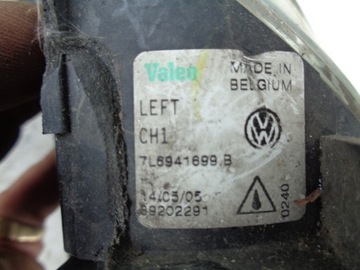 Valeo
MADE IN
BELGIUM
LEFT
CH1
7L6941699 B
14/05/05
89202291
0240